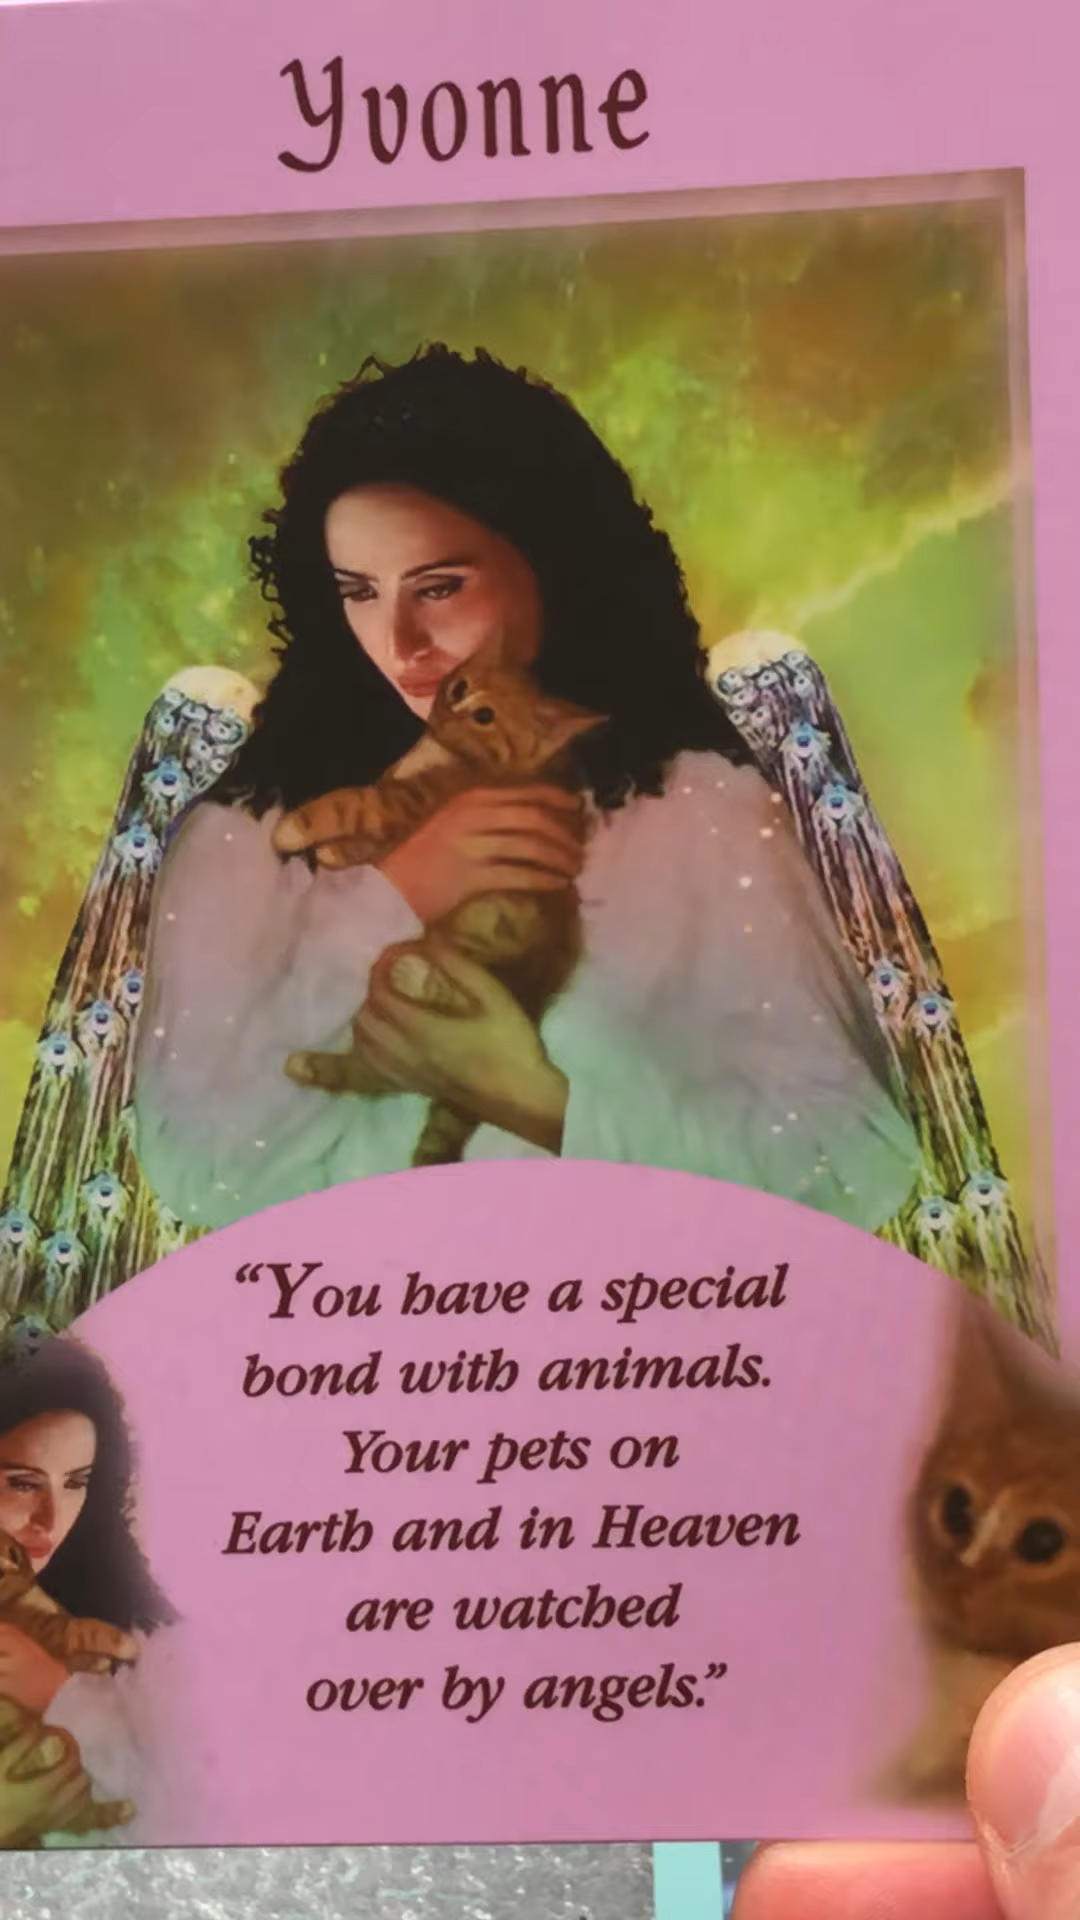 Yvonne
“You have a special
bond with animals.
Your pets on
Earth and in Heaven
are watched
over by angels.”